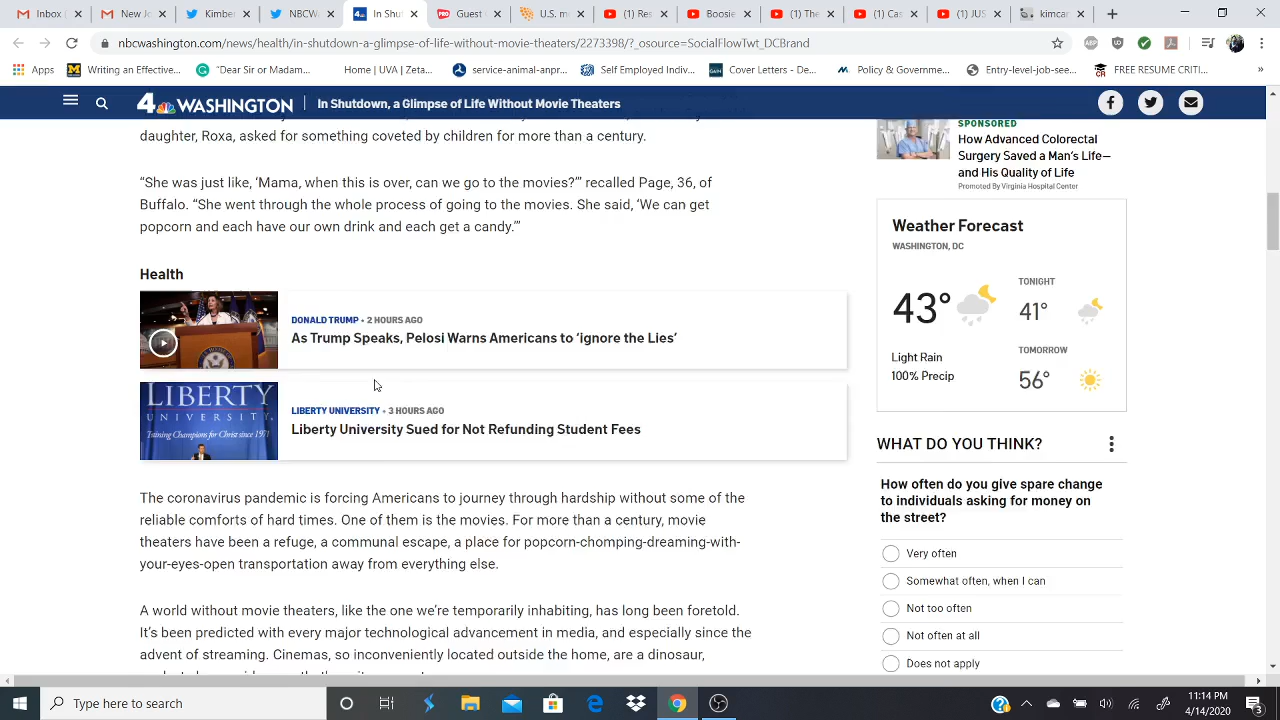 Inbox
New
Twitter
New
Twitter
In Shu
Guest
U.S. m
(1) Res
Boosie
(1) The
(1) Cas
(1) JUS
kimcar
nbcwashington.com/news/health/in-shutdown-a-glimpse-of-life-without-movie-theaters/2273398/?_osource=SocialFlowTwt_DCBrand
Apps
Writing an Effective...
"Dear Sir or Madam...
Home | UVA | Zeta...
service-animal-anpr...
Self Employed Indiv...
Cover Letters - De...
Policy & Governme...
Entry-level-job-see...
FREE RESUME CRITI...
»
4 WASHINGTON
In Shutdown, a Glimpse of Life Without Movie Theaters
daughter, Roxa, asked for something coveted by children for more than a century.
“She was just like, ‘Mama, when this is over, can we go to the movies?’” recalled Page, 36, of
Buffalo. “She went through the whole process of going to the movies. She said, ‘We can get
popcorn and each have our own drink and each get a candy.’”
Health
DONALD TRUMP • 2 HOURS AGO
As Trump Speaks, Pelosi Warns Americans to ‘ignore the Lies’
LIBERTY
UNIVERSITY
Training Champions for Christ since 1971
LIBERTY UNIVERSITY • 3 HOURS AGO
Liberty University Sued for Not Refunding Student Fees
The coronavirus pandemic is forcing Americans to journey through hardship without some of the
reliable comforts of hard times. One of them is the movies. For more than a century, movie
theaters have been a refuge, a communal escape, a place for popcorn-chomping-dreaming-with-
your-eyes-open transportation away from everything else.
A world without movie theaters, like the one we’re temporarily inhabiting, has long been foretold.
It’s been predicted with every major technological advancement in media, and especially since the
advent of streaming. Cinemas, so inconveniently located outside the home, are a dinosaur,
SPONSORED
How Advanced Colorectal
Surgery Saved a Man’s Life—
and His Quality of Life
Promoted By Virginia Hospital Center
Weather Forecast
WASHINGTON, DC
43°
Light Rain
100% Precip
TONIGHT
41°
TOMORROW
56°
WHAT DO YOU THINK?
How often do you give spare change
to individuals asking for money on
the street?
Very often
Somewhat often, when I can
Not too often
Not often at all
Does not apply
Type here to search
11:14 PM
4/14/2020
3